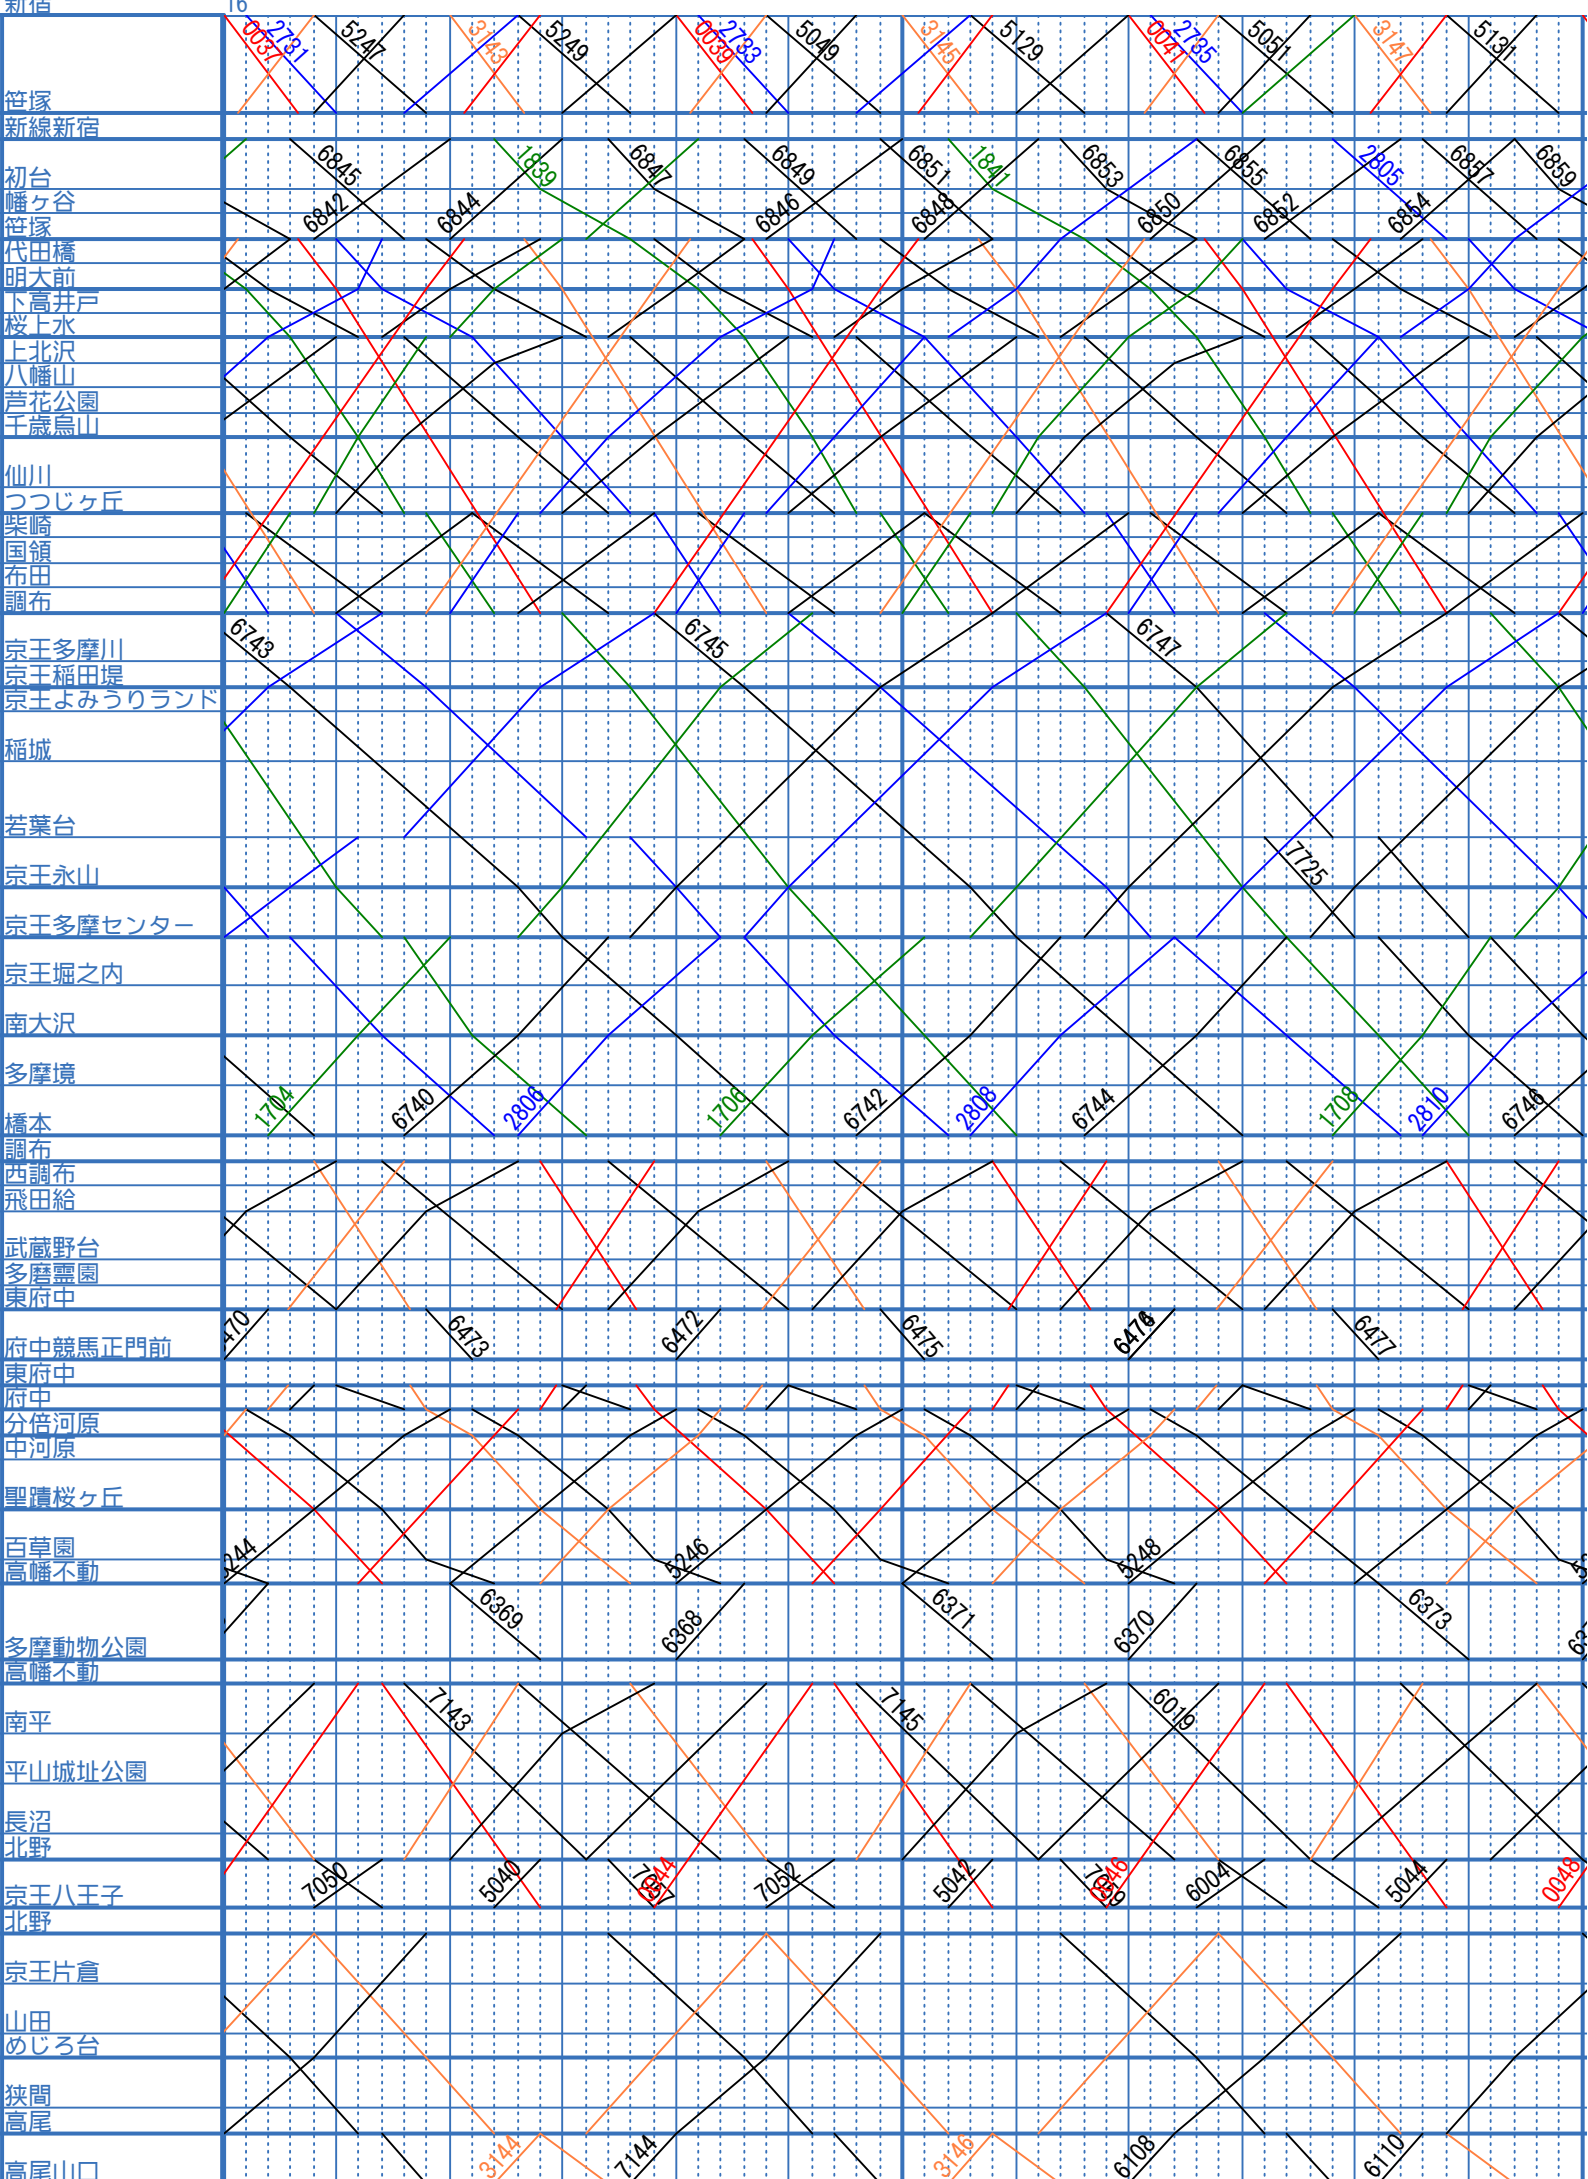 新宿 16
0037 2731 5247 3143 5249 0039 2733 5049 3145 5129 0041 2735 5051 3147 5131
笹塚
新線新宿
6845 1839 6847 6849 6851 1841 6853 6855 2805 6857 6859
初台
幡ヶ谷
6842 6844 6846 6848 6850 6852 6854
笹塚
代田橋
明大前
下高井戸
桜上水
上北沢
八幡山
芦花公園
千歳烏山
仙川
つつじヶ丘
柴崎
国領
布田
調布
6743 6745 6747
京王多摩川
京王稲田堤
京王よみうりランド
稲城
若葉台
7725
京王永山
京王多摩センター
京王堀之内
南大沢
多摩境
1704 6740 2806 1706 6742 2808 6744 1708 2810 6746
橋本
調布
西調布
飛田給
武蔵野台
多磨霊園
東府中
6473 6472 6475 6477
府中競馬正門前
東府中
府中
分倍河原
中河原
聖蹟桜ヶ丘
百草園
5246 5248
高幡不動
6369 6368 6371 6370 6373
多摩動物公園
高幡不動
7143 7145 6019
南平
平山城址公園
長沼
北野
7050 5040 7052 5042 6004 5044 0048
京王八王子
北野
京王片倉
山田
めじろ台
狭間
高尾
3144 7144 3146 6108 6110
高尾山口